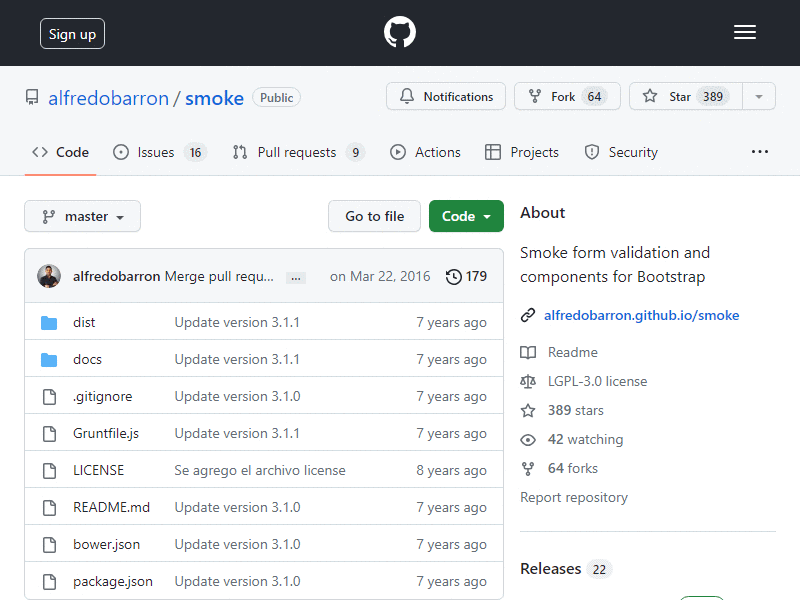 Sign up
alfredobarron / smoke Public
Notifications Fork 64 Star 389
Code Issues 16 Pull requests 9 Actions Projects Security ...
master Go to file Code
alfredobarron Merge pull requ... ... on Mar 22, 2016 179
dist Update version 3.1.1 7 years ago
docs Update version 3.1.1 7 years ago
.gitignore Update version 3.1.0 7 years ago
Gruntfile.js Update version 3.1.1 7 years ago
LICENSE Se agrego el archivo license 8 years ago
README.md Update version 3.1.0 7 years ago
bower.json Update version 3.1.0 7 years ago
package.json Update version 3.1.0 7 years ago
About
Smoke form validation and
components for Bootstrap
alfredobarron.github.io/smoke
Readme
LGPL-3.0 license
389 stars
42 watching
64 forks
Report repository
Releases 22